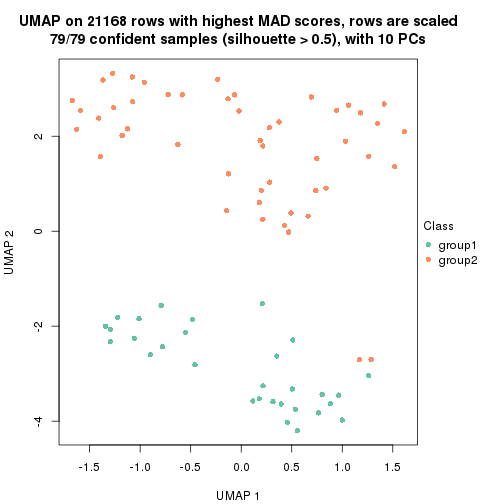 UMAP on 21168 rows with highest MAD scores, rows are scaled
79/79 confident samples (silhouette > 0.5), with 10 PCs
2
0
-2
-4
UMAP 2
-1.5
-1.0
-0.5
0.0
0.5
1.0
1.5
UMAP 1
Class
group1
group2